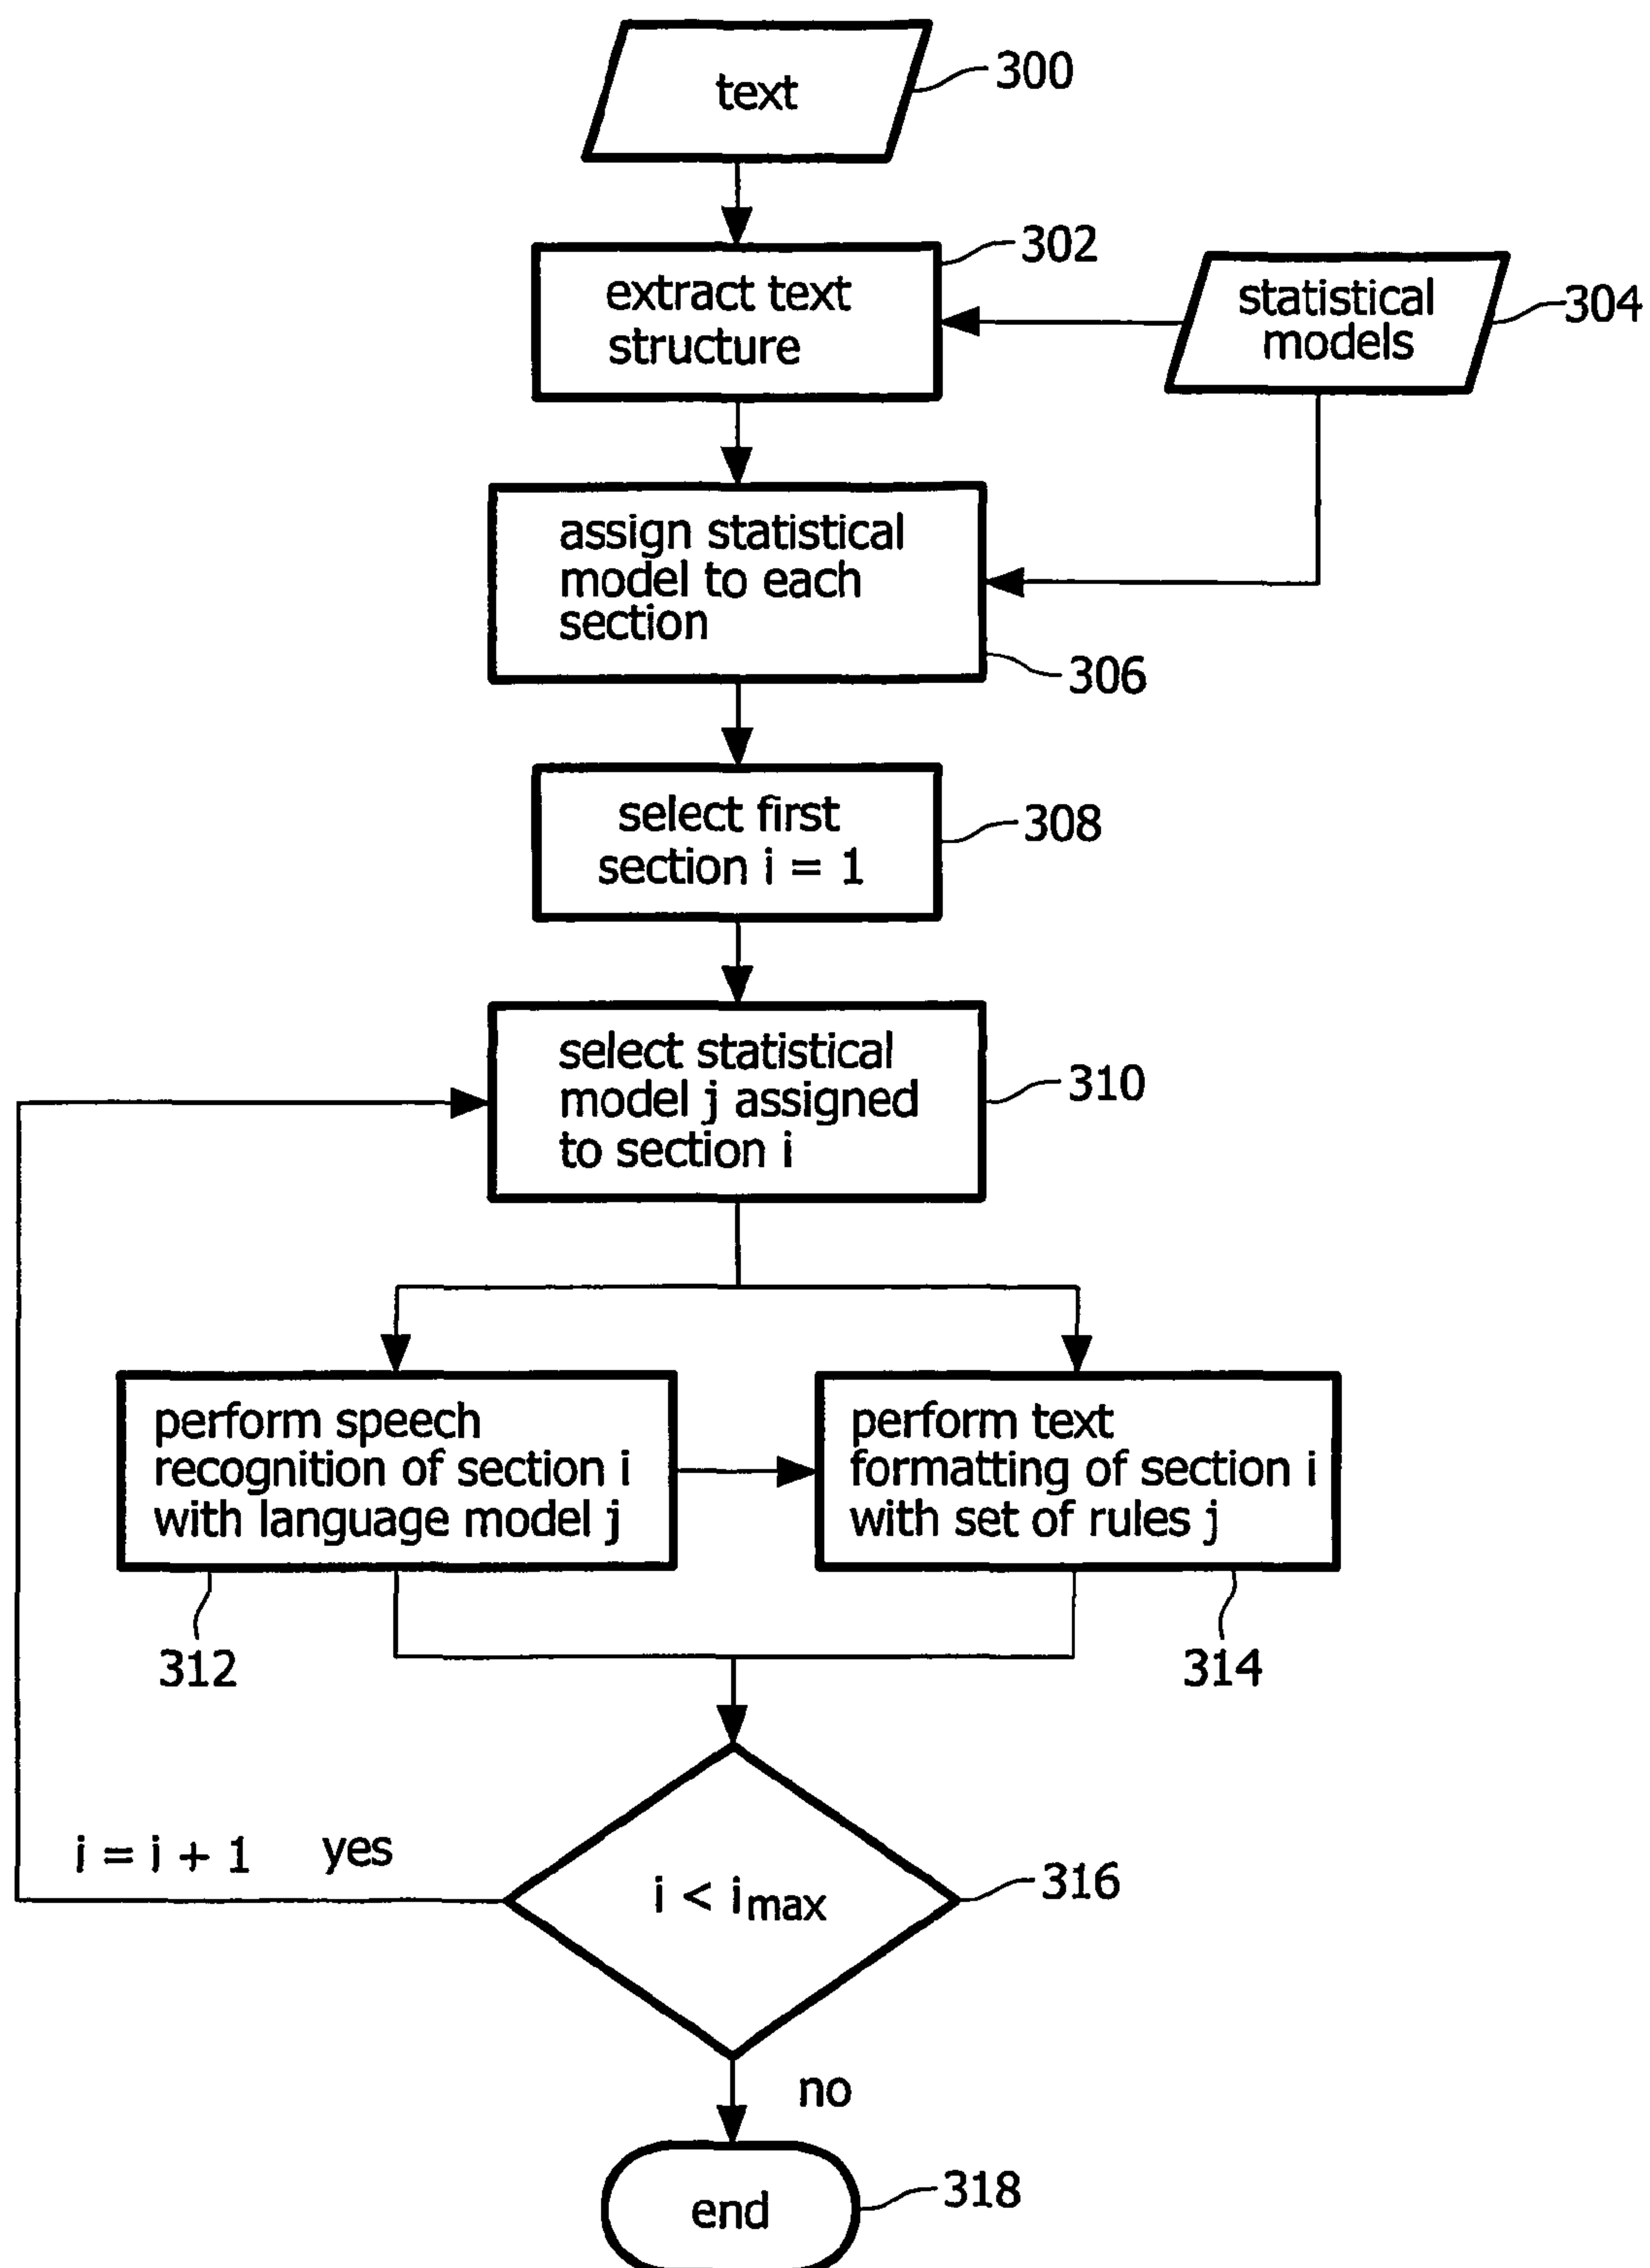 text
300
302
extract text
structure
statistical
models
304
assign statistical
model to each
section
306
select first
section i = 1
308
select statistical
model j assigned
to section i
310
perform speech
recognition of section i
with language model j
perform text
formatting of section i
with set of rules j
312
314
i = i + 1 yes
i < imax
316
no
end
318